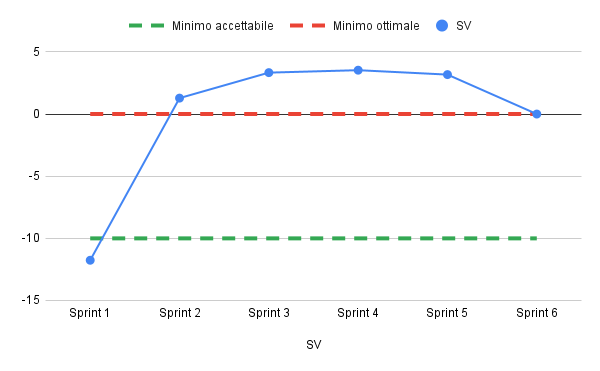 Minimo accettabile Minimo ottimale SV
5
0
-5
-10
-15
Sprint 1 Sprint 2 Sprint 3 Sprint 4 Sprint 5 Sprint 6
SV